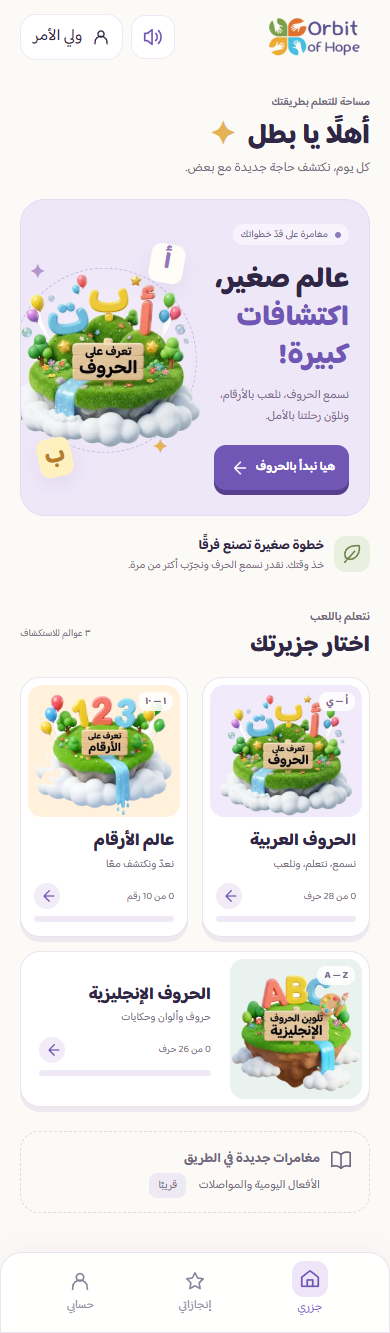 Orbit
of Hope
ولي الأمر
مساحة للتعلم بطريقتك
أهلًا يا بطل
كل يوم، نكتشف حاجة جديدة مع بعض.
مغامرة على قدّ خطواتك
عالم صغير،
اكتشافات
كبيرة!
نسمع الحروف، نلعب بالأرقام،
ونلوّن رحلتنا بالأمل.
هيا نبدأ بالحروف
أ
أ ب ت
تعرف على
الحروف
ب
خطوة صغيرة تصنع فرقًا
خذ وقتك. نقدر نسمع الحرف ونجرّب أكتر من مرة.
نتعلم باللعب
اختار جزيرتك
٣ عوالم للاستكشاف
أ — ي
أ ب ت
تعرف على
الحروف
الحروف العربية
نسمع، نتعلم، ونلعب
0 من 28 حرف
١ — ١٠
123
تعرف على
الأرقام
عالم الأرقام
نعدّ ونكتشف معًا
0 من 10 رقم
A — Z
ABC
تلوين الحروف
الإنجليزية
الحروف الإنجليزية
حروف وألوان وحكايات
0 من 26 حرف
مغامرات جديدة في الطريق
الأفعال اليومية والمواصلات
قريبًا
جزري
إنجازاتي
حسابي